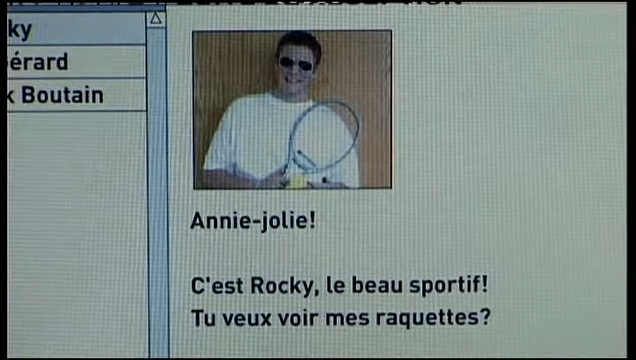 ky
érard
k Boutain
Annie-jolie!
C'est Rocky, le beau sportif!
Tu veux voir mes raquettes?